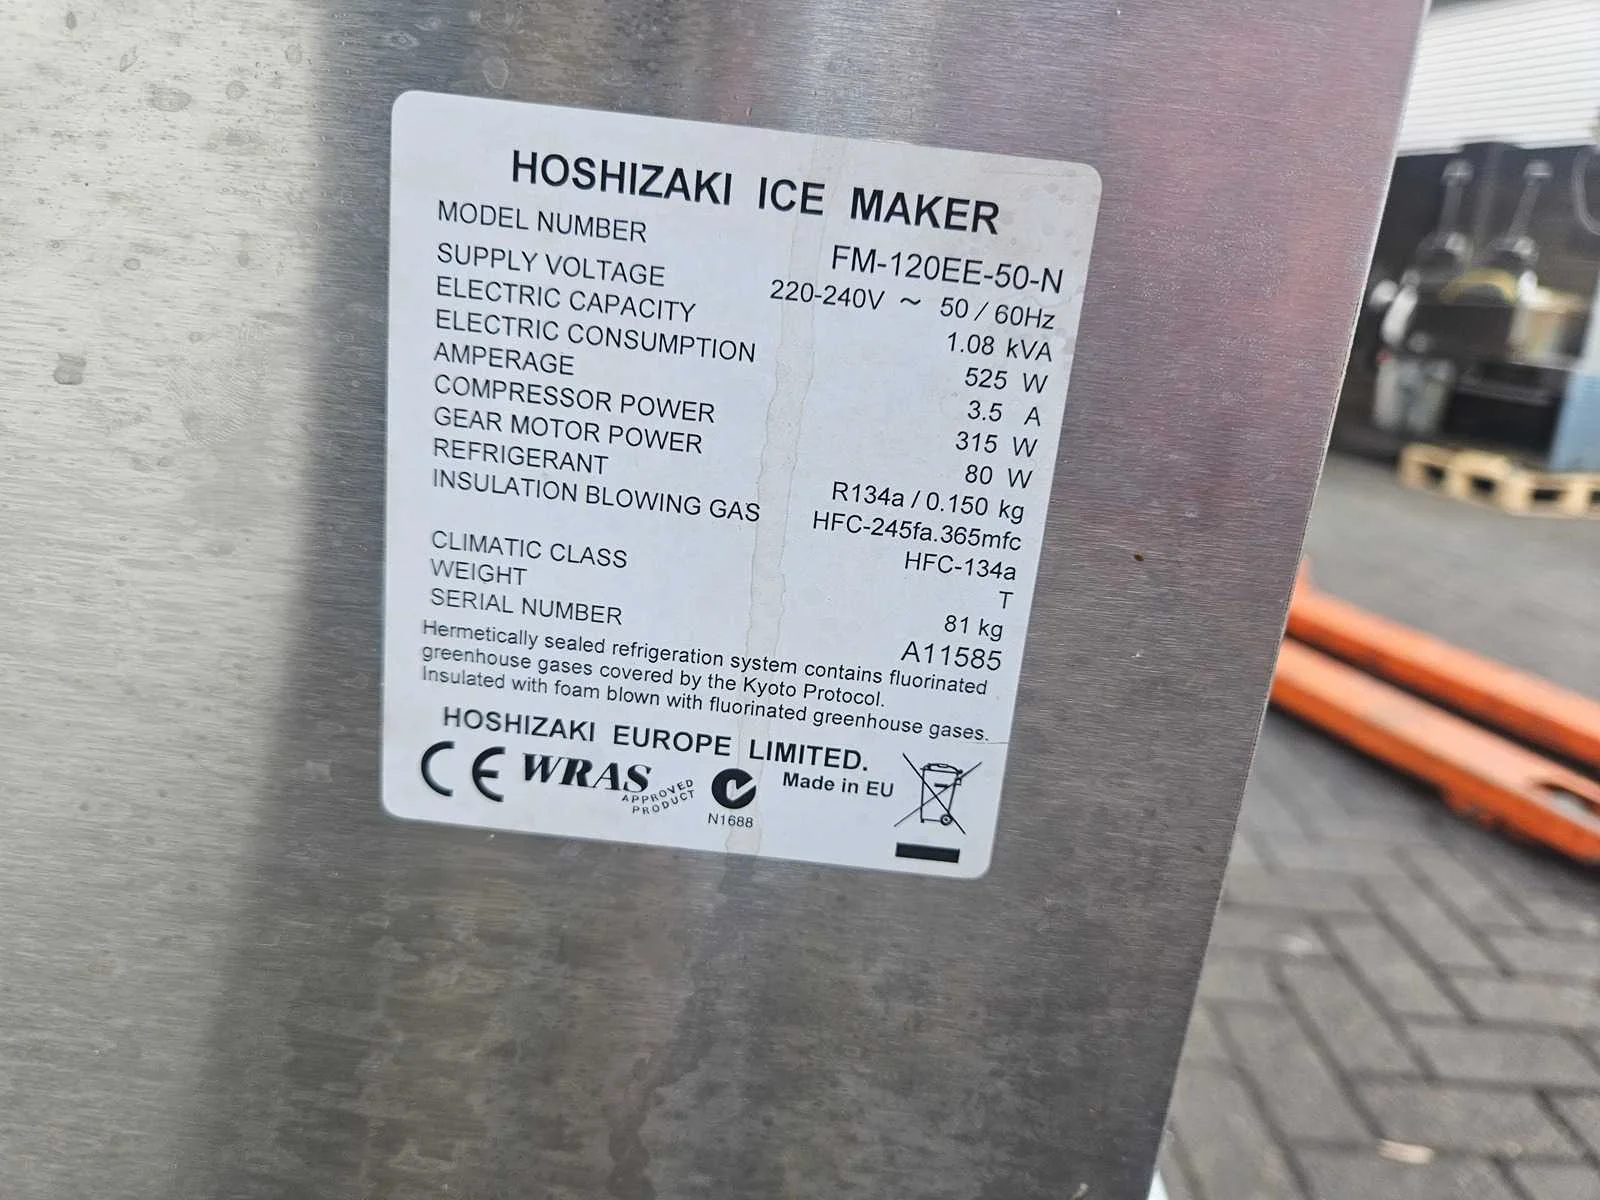 HOSHIZAKI ICE MAKER
MODEL NUMBER FM-120EE-50-N
SUPPLY VOLTAGE 220-240V ~ 50 / 60Hz
ELECTRIC CAPACITY 1.08 kVA
ELECTRIC CONSUMPTION 525 W
AMPERAGE 3.5 A
COMPRESSOR POWER 315 W
GEAR MOTOR POWER 80 W
REFRIGERANT R134a / 0.150 kg
INSULATION BLOWING GAS HFC-245fa.365mfc
HFC-134a
CLIMATIC CLASS T
WEIGHT 81 kg
SERIAL NUMBER A11585
Hermetically sealed refrigeration system contains fluorinated
greenhouse gases covered by the Kyoto Protocol.
Insulated with foam blown with fluorinated greenhouse gases.
HOSHIZAKI EUROPE LIMITED.
CE WRAS APPROVED PRODUCT N1688 Made in EU